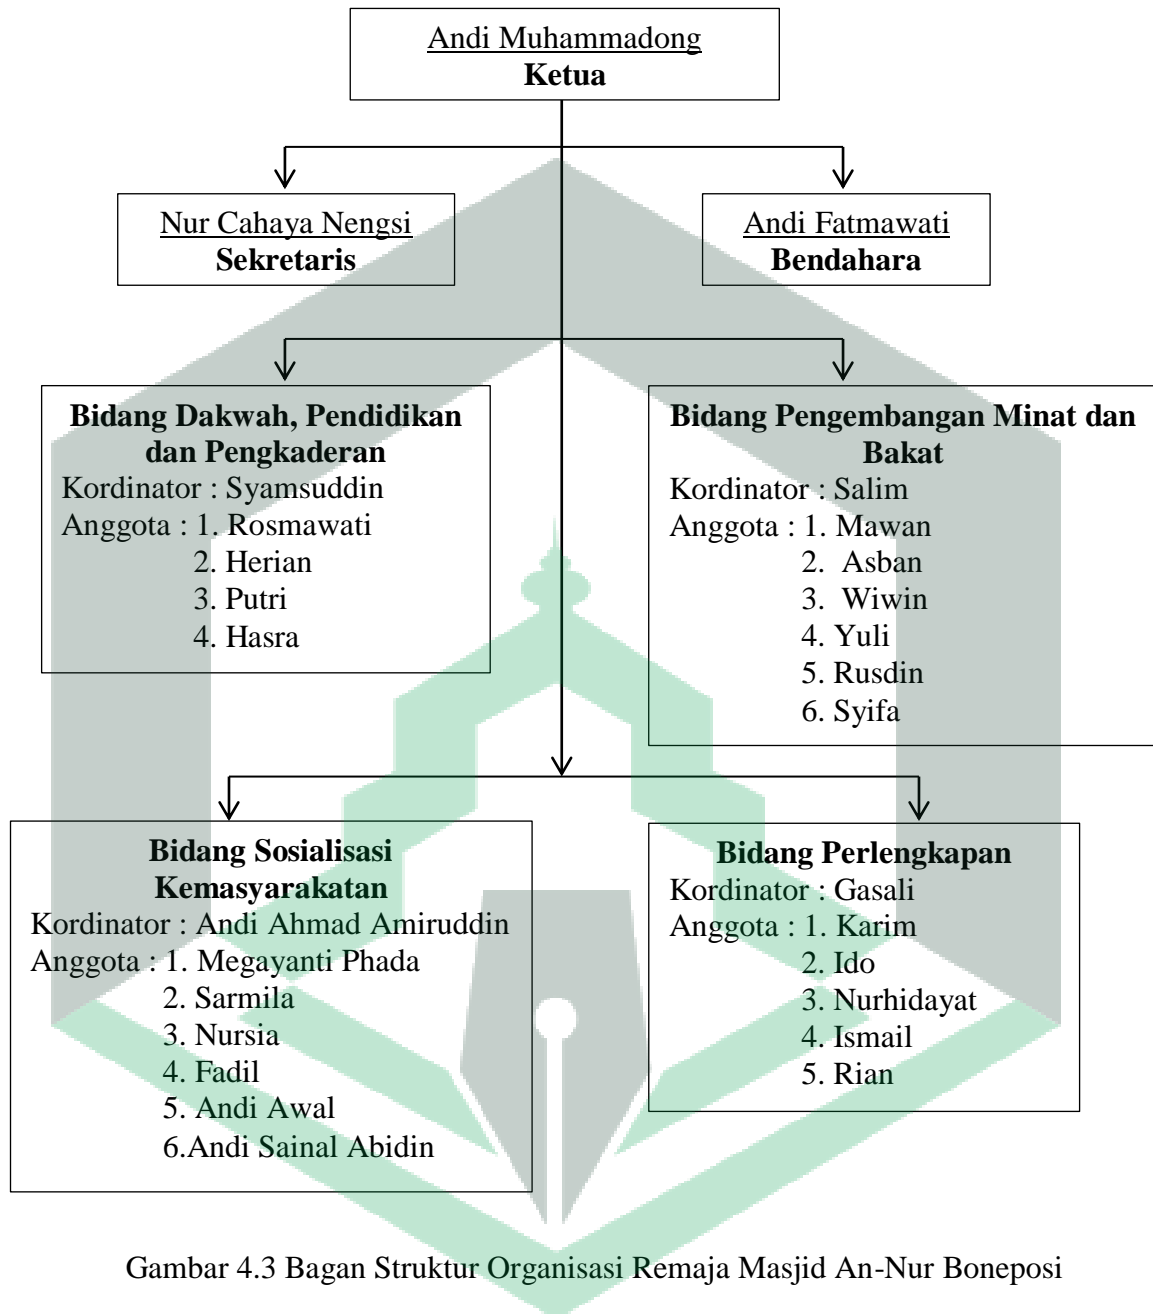 Andi Muhammadong
Ketua
Nur Cahaya Nengsi
Sekretaris
Andi Fatmawati
Bendahara
Bidang Dakwah, Pendidikan
dan Pengkaderan
Kordinator : Syamsuddin
Anggota : 1. Rosmawati
2. Herian
3. Putri
4. Hasra
Bidang Pengembangan Minat dan
Bakat
Kordinator : Salim
Anggota : 1. Mawan
2. Asban
3. Wiwin
4. Yuli
5. Rusdin
6. Syifa
Bidang Sosialisasi
Kemasyarakatan
Kordinator : Andi Ahmad Amiruddin
Anggota : 1. Megayanti Phada
2. Sarmila
3. Nursia
4. Fadil
5. Andi Awal
6.Andi Sainal Abidin
Bidang Perlengkapan
Kordinator : Gasali
Anggota : 1. Karim
2. Ido
3. Nurhidayat
4. Ismail
5. Rian
Gambar 4.3 Bagan Struktur Organisasi Remaja Masjid An-Nur Boneposi